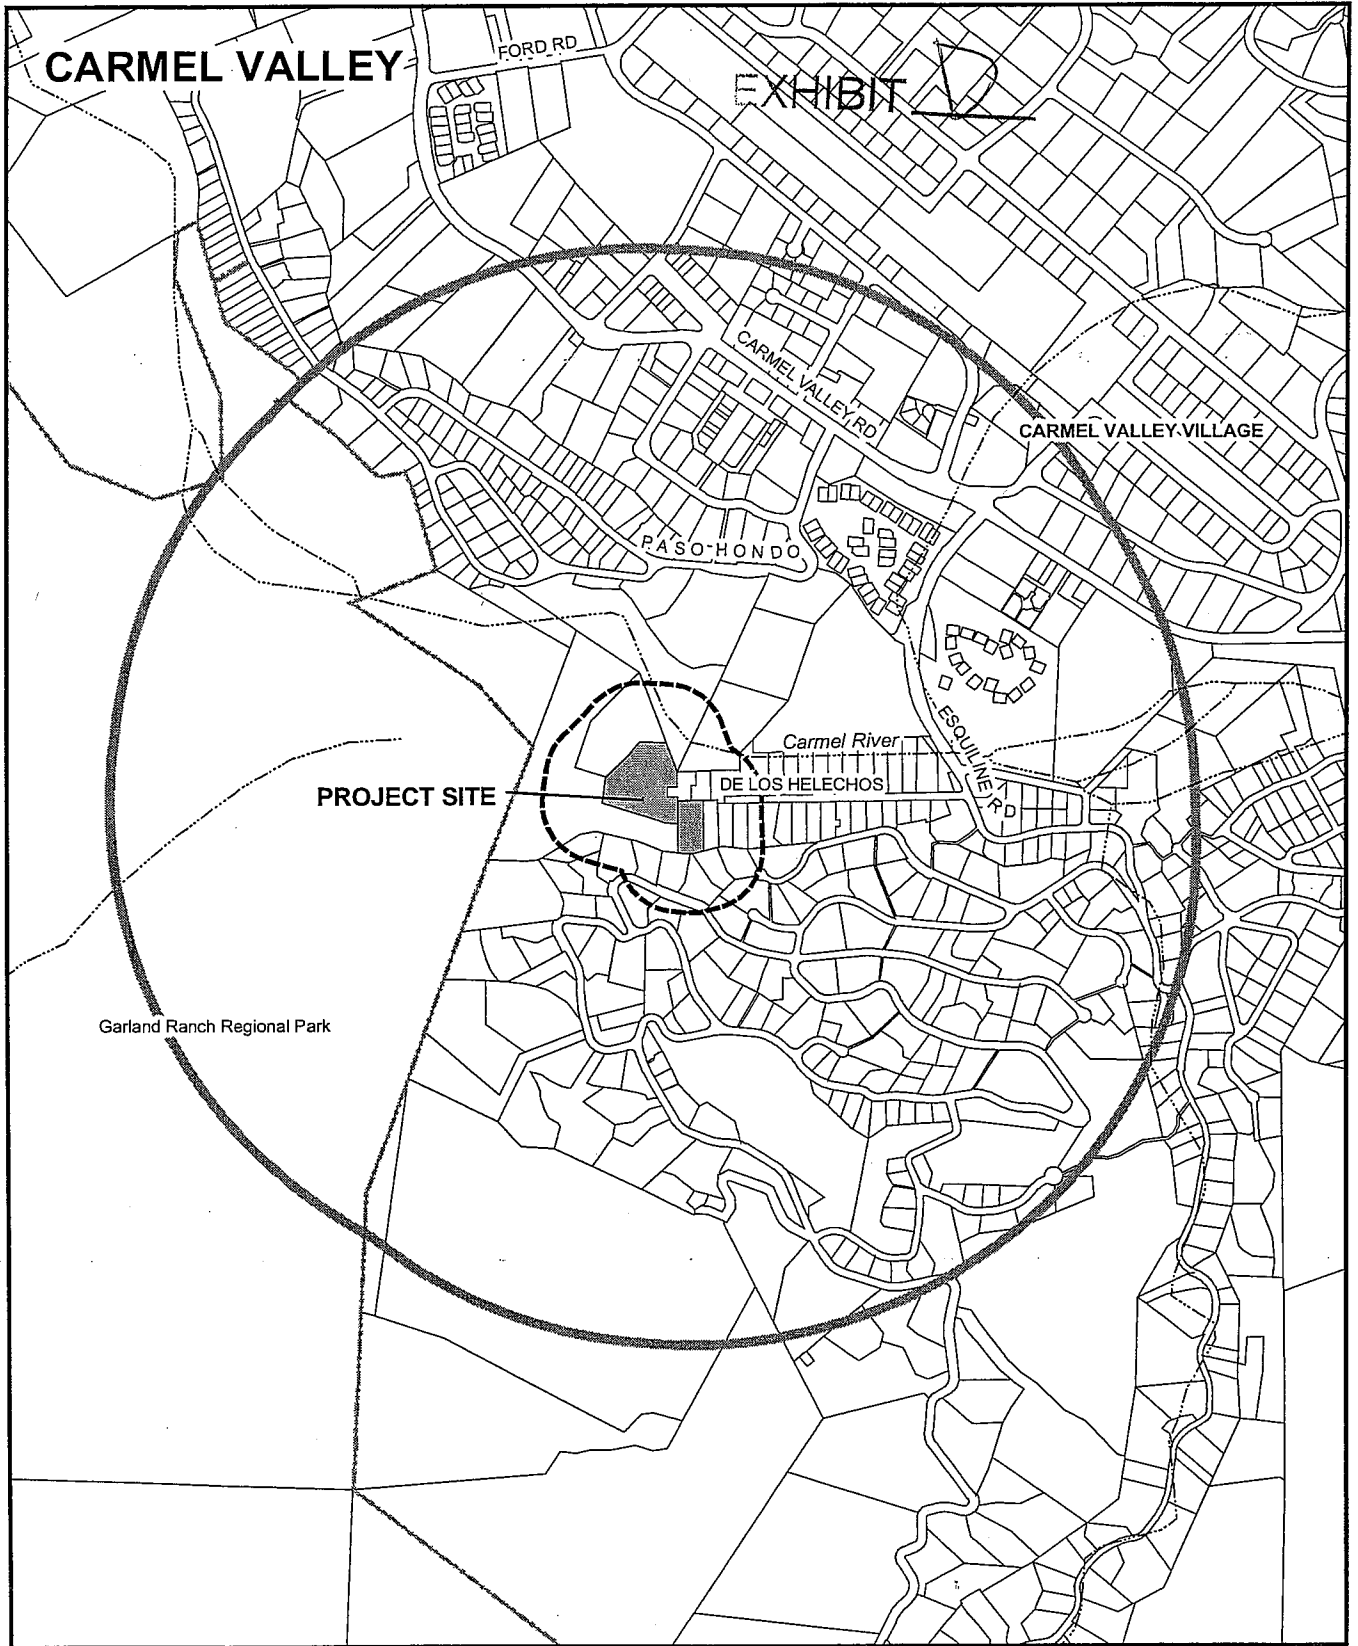 CARMEL VALLEY
FORD RD
EXHIBIT D
CARMEL VALLEY RD
CARMEL VALLEY VILLAGE
PASO HONDO
ESQUILINE RD
Carmel River
DE LOS HELECHOS
PROJECT SITE
Garland Ranch Regional Park